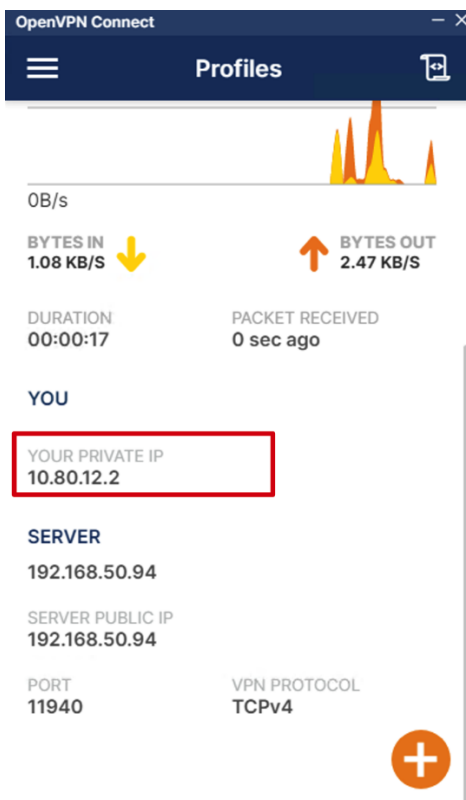 OpenVPN Connect
Profiles
0B/s
BYTES IN
1.08 KB/S
BYTES OUT
2.47 KB/S
DURATION
00:00:17
PACKET RECEIVED
0 sec ago
YOU
YOUR PRIVATE IP
10.80.12.2
SERVER
192.168.50.94
SERVER PUBLIC IP
192.168.50.94
PORT
11940
VPN PROTOCOL
TCPv4